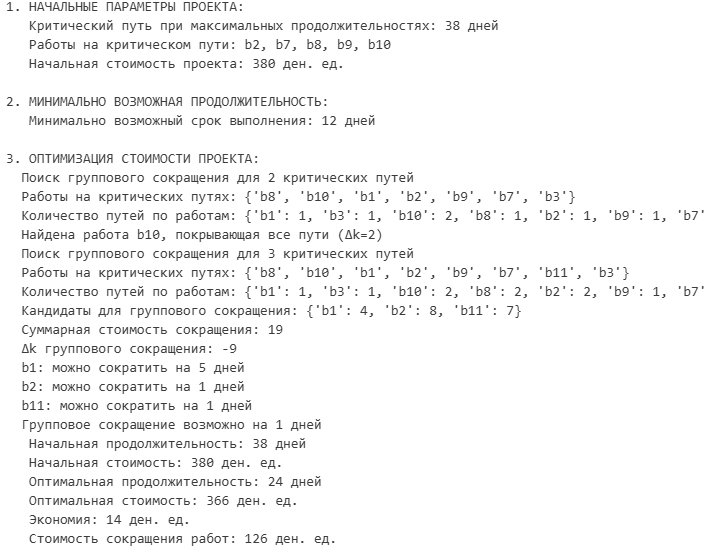 1. НАЧАЛЬНЫЕ ПАРАМЕТРЫ ПРОЕКТА:
Критический путь при максимальных продолжительностях: 38 дней
Работы на критическом пути: b2, b7, b8, b9, b10
Начальная стоимость проекта: 380 ден. ед.
2. МИНИМАЛЬНО ВОЗМОЖНАЯ ПРОДОЛЖИТЕЛЬНОСТЬ:
Минимально возможный срок выполнения: 12 дней
3. ОПТИМИЗАЦИЯ СТОИМОСТИ ПРОЕКТА:
Поиск группового сокращения для 2 критических путей
Работы на критических путях: {'b8', 'b10', 'b1', 'b2', 'b9', 'b7', 'b3'}
Количество путей по работам: {'b1': 1, 'b3': 1, 'b10': 2, 'b8': 1, 'b2': 1, 'b9': 1, 'b7'
Найдена работа b10, покрывающая все пути (Δk=2)
Поиск группового сокращения для 3 критических путей
Работы на критических путях: {'b8', 'b10', 'b1', 'b2', 'b9', 'b7', 'b11', 'b3'}
Количество путей по работам: {'b1': 1, 'b3': 1, 'b10': 2, 'b8': 2, 'b2': 2, 'b9': 1, 'b7'
Кандидаты для группового сокращения: {'b1': 4, 'b2': 8, 'b11': 7}
Суммарная стоимость сокращения: 19
Δk группового сокращения: -9
b1: можно сократить на 5 дней
b2: можно сократить на 1 дней
b11: можно сократить на 1 дней
Групповое сокращение возможно на 1 дней
Начальная продолжительность: 38 дней
Начальная стоимость: 380 ден. ед.
Оптимальная продолжительность: 24 дней
Оптимальная стоимость: 366 ден. ед.
Экономия: 14 ден. ед.
Стоимость сокращения работ: 126 ден. ед.